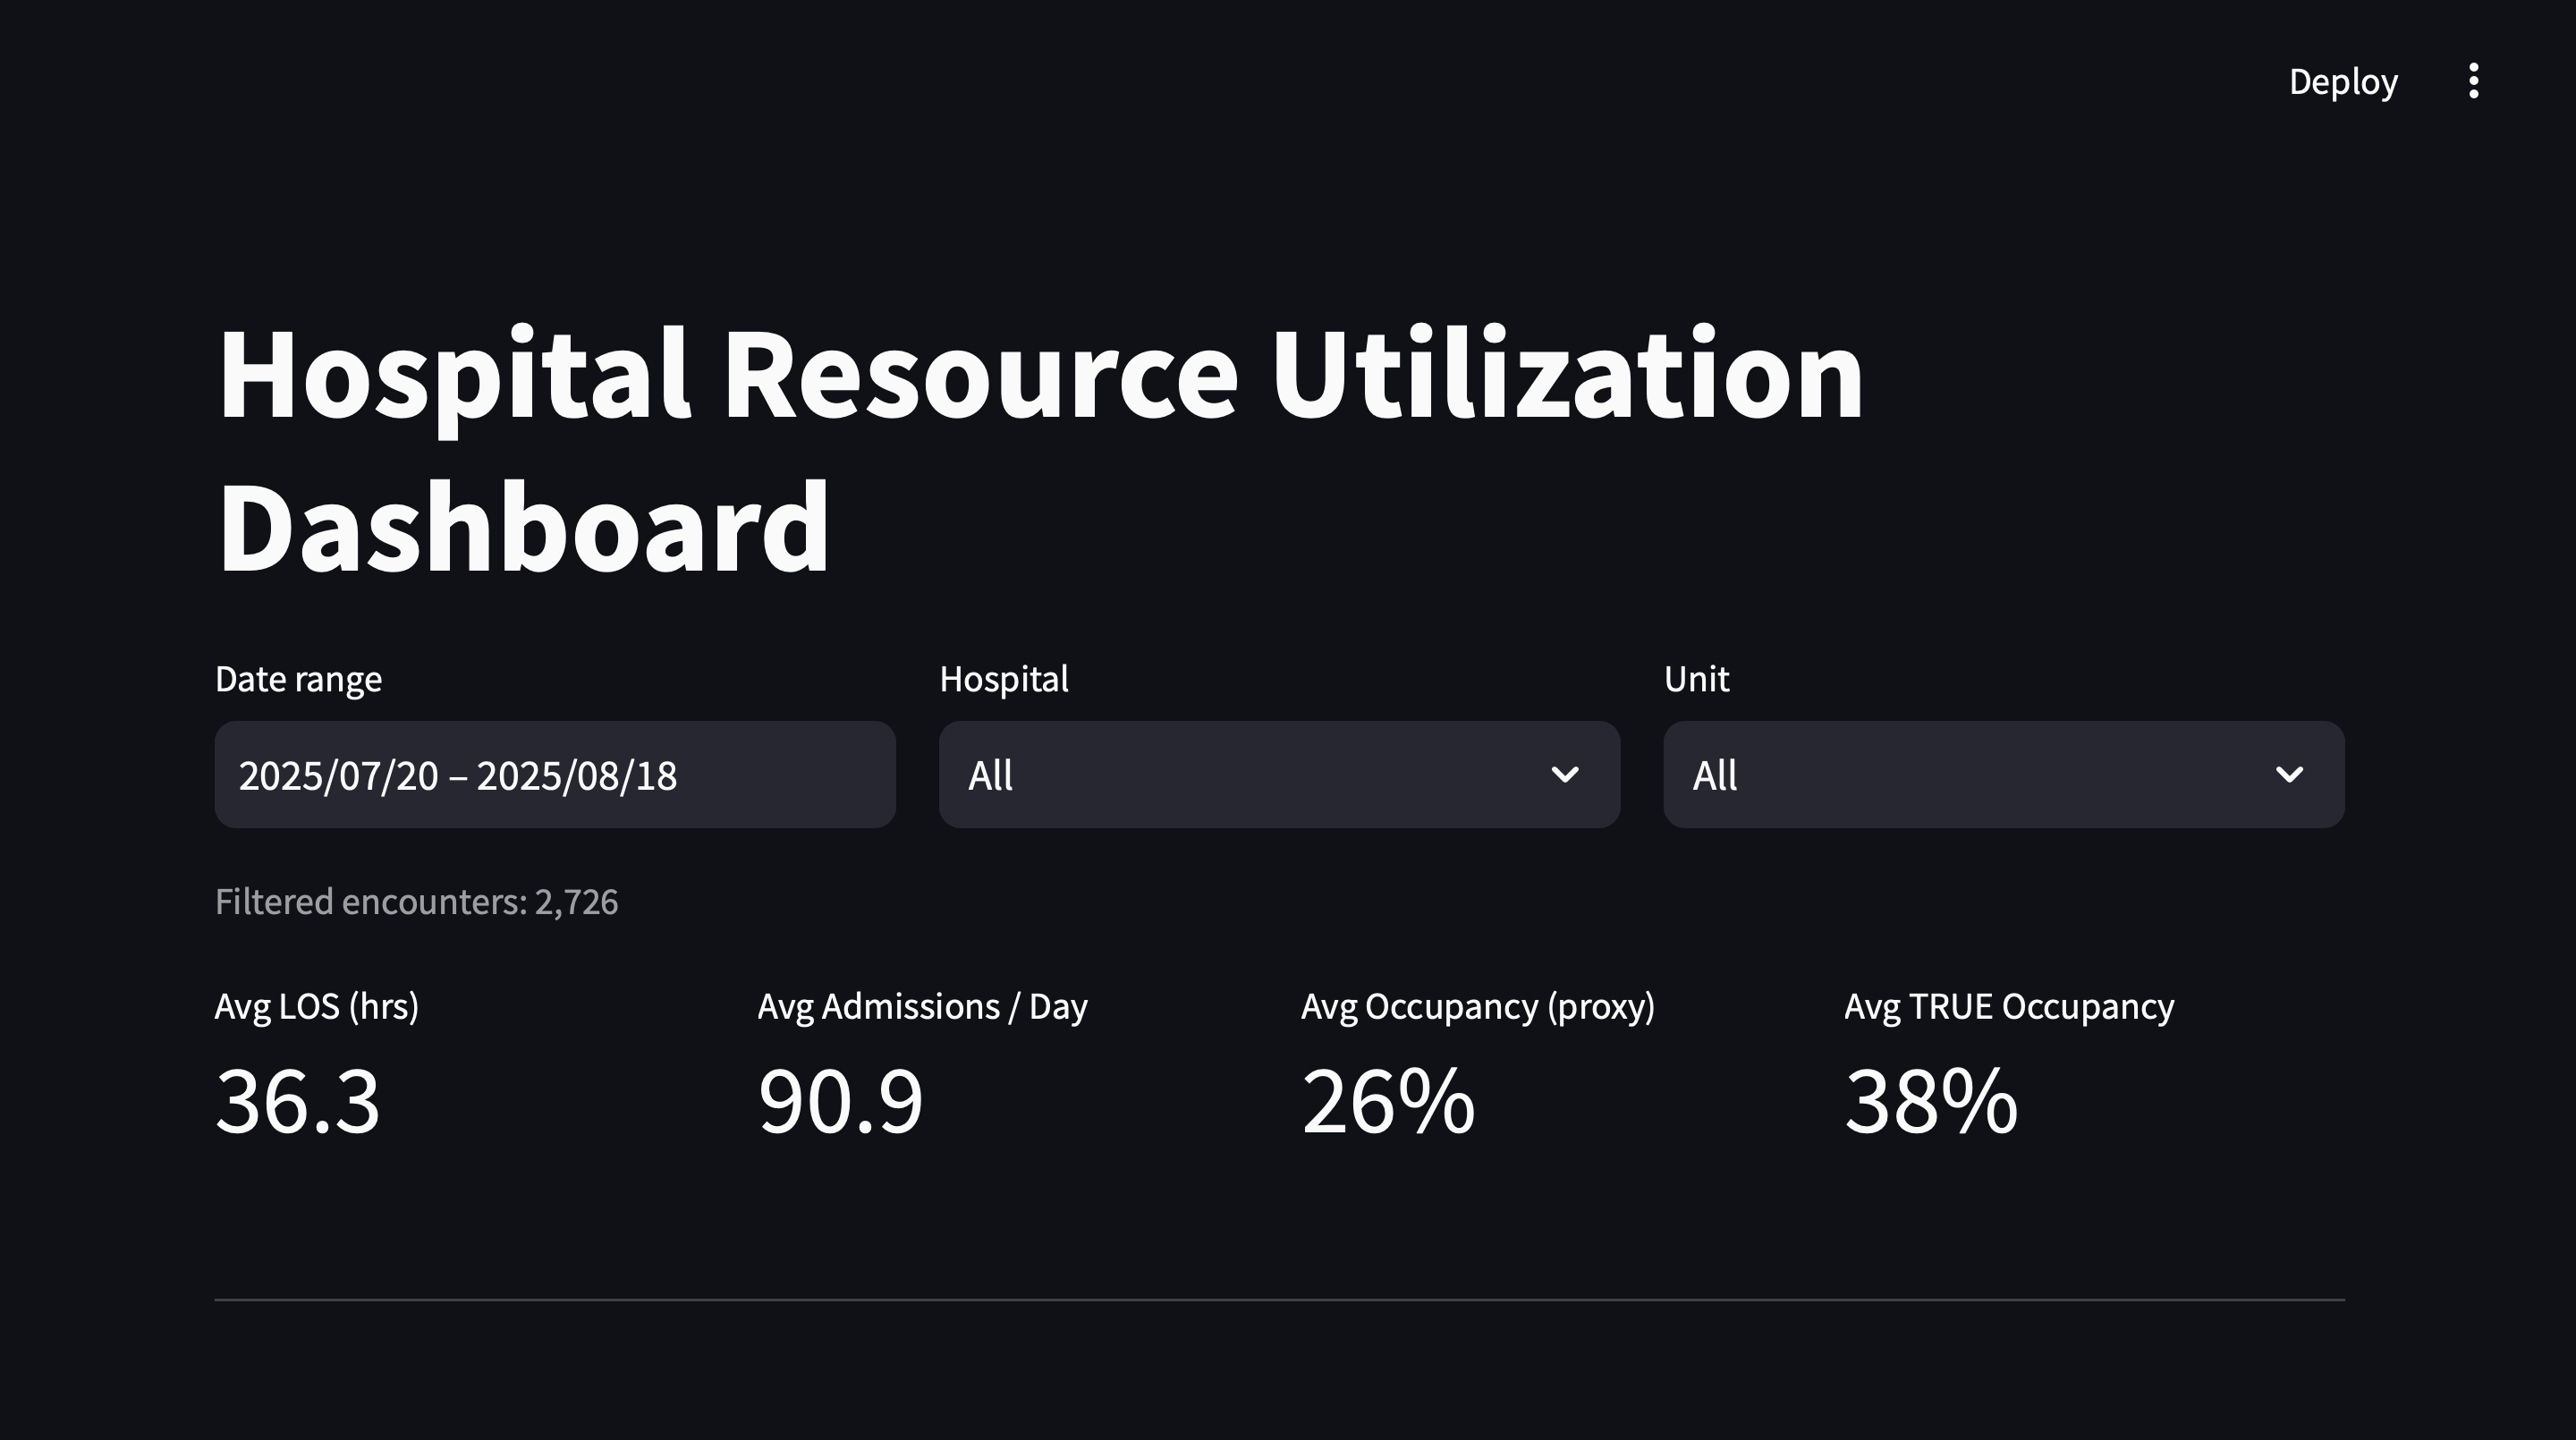 Deploy
Hospital Resource Utilization
Dashboard
Date range
Hospital
Unit
2025/07/20 – 2025/08/18
All
All
Filtered encounters: 2,726
Avg LOS (hrs)
Avg Admissions / Day
Avg Occupancy (proxy)
Avg TRUE Occupancy
36.3
90.9
26%
38%